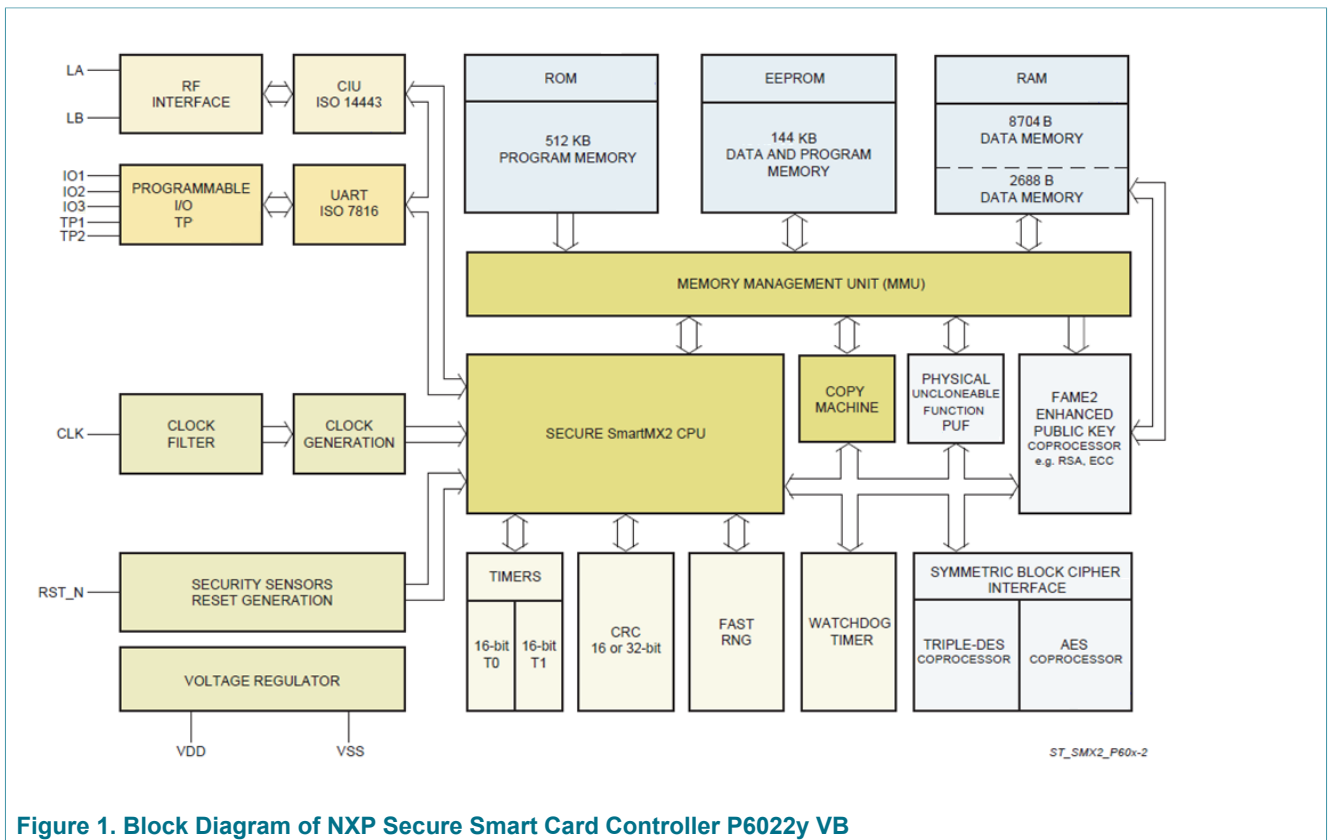 LA
LB
RF
INTERFACE
CIU
ISO 14443
IO1
IO2
IO3
TP1
TP2
PROGRAMMABLE
I/O
TP
UART
ISO 7816
ROM
512 KB
PROGRAM MEMORY
EEPROM
144 KB
DATA AND PROGRAM
MEMORY
RAM
8704 B
DATA MEMORY
2688 B
DATA MEMORY
MEMORY MANAGEMENT UNIT (MMU)
CLK
CLOCK
FILTER
CLOCK
GENERATION
SECURE SmartMX2 CPU
COPY
MACHINE
PHYSICAL
UNCLONEABLE
FUNCTION
PUF
FAME2
ENHANCED
PUBLIC KEY
COPROCESSOR
e.g. RSA, ECC
RST_N
SECURITY SENSORS
RESET GENERATION
VOLTAGE REGULATOR
VDD
VSS
TIMERS
16-bit
T0
16-bit
T1
CRC
16 or 32-bit
FAST
RNG
WATCHDOG
TIMER
SYMMETRIC BLOCK CIPHER
INTERFACE
TRIPLE-DES
COPROCESSOR
AES
COPROCESSOR
ST_SMX2_P60x-2
Figure 1. Block Diagram of NXP Secure Smart Card Controller P6022y VB